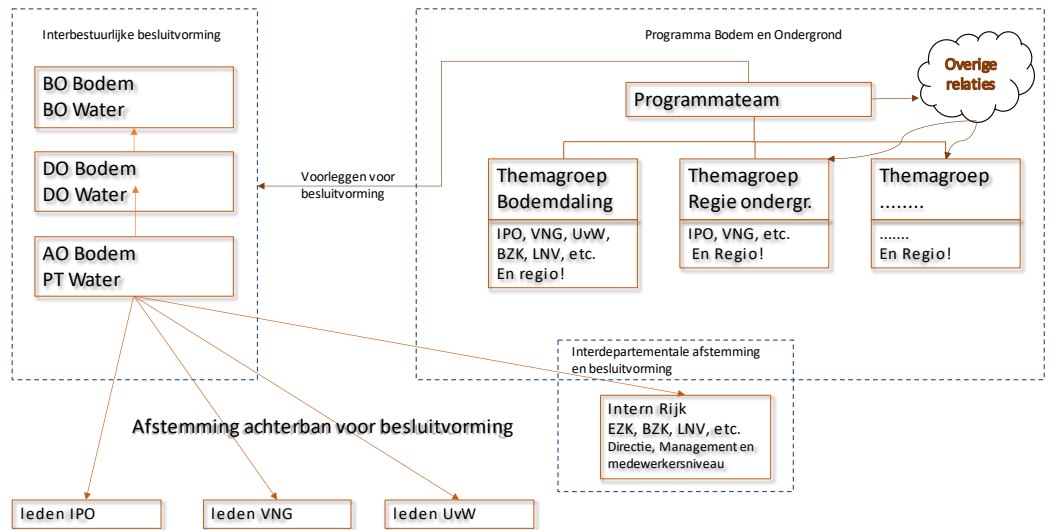 Interbestuurlijke besluitvorming
BO Bodem
BO Water
DO Bodem
DO Water
AO Bodem
PT Water
Voorleggen voor
besluitvorming
Programma Bodem en Ondergrond
Programmateam
Overige
relaties
Themagroep
Bodemdaling
IPO, VNG, UvW,
BZK, LNV, etc.
En regio!
Themagroep
Regie ondergr.
IPO, VNG, etc.
En Regio!
Themagroep
........
.......
En Regio!
Interdepartementale afstemming
en besluitvorming
Intern Rijk
EZK, BZK, LNV, etc.
Directie, Management en
medewerkersniveau
Afstemming achterban voor besluitvorming
leden IPO
leden VNG
leden UvW